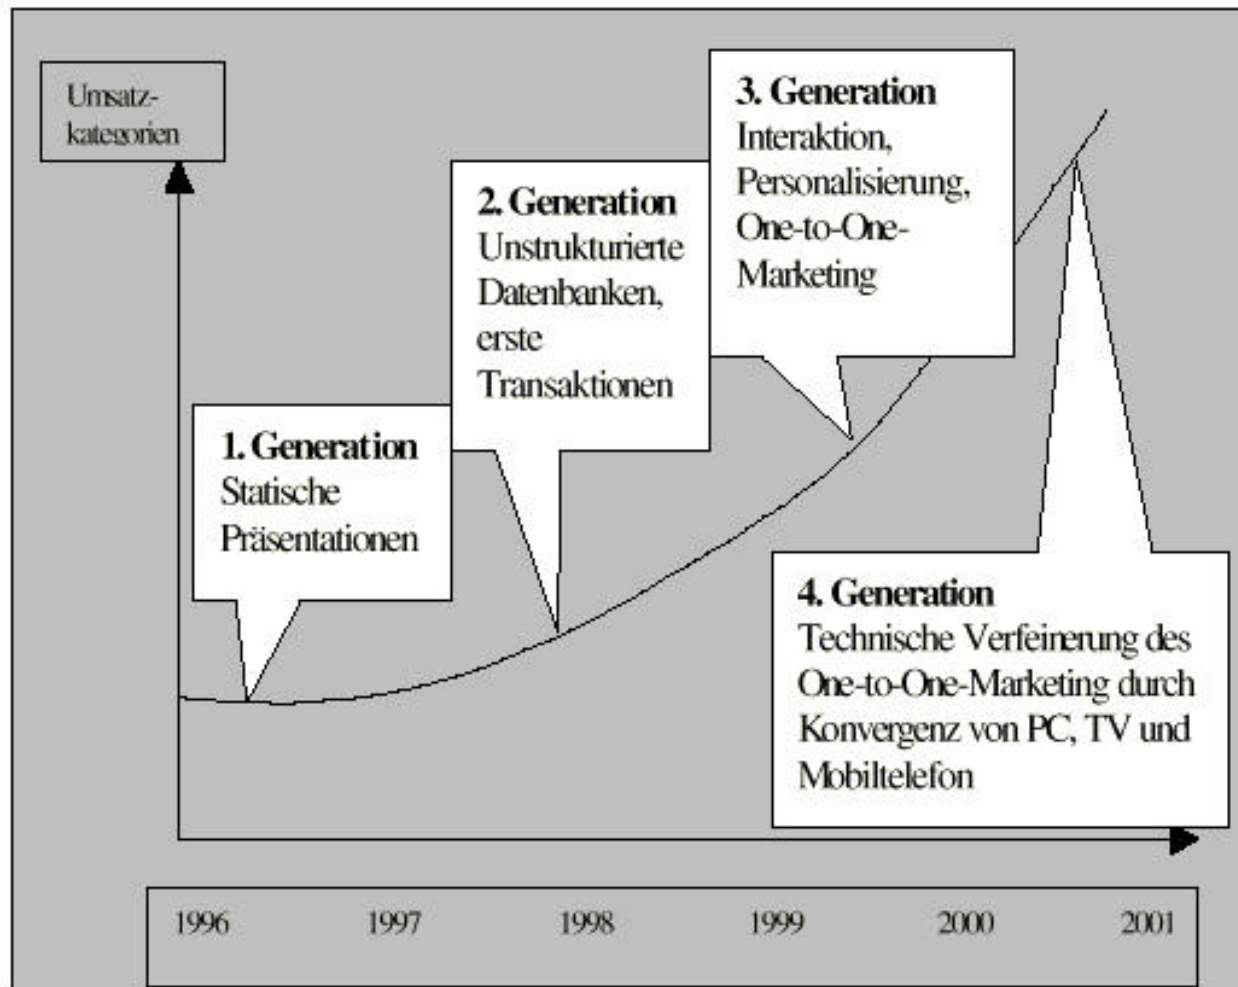 Umsatz-
kategorien
1. Generation
Statische
Präsentationen
2. Generation
Unstrukturierte
Datenbanken,
erste
Transaktionen
3. Generation
Interaktion,
Personalisierung,
One-to-One-
Marketing
4. Generation
Technische Verfeinerung des
One-to-One-Marketing durch
Konvergenz von PC, TV und
Mobiltelefon
1996 1997 1998 1999 2000 2001